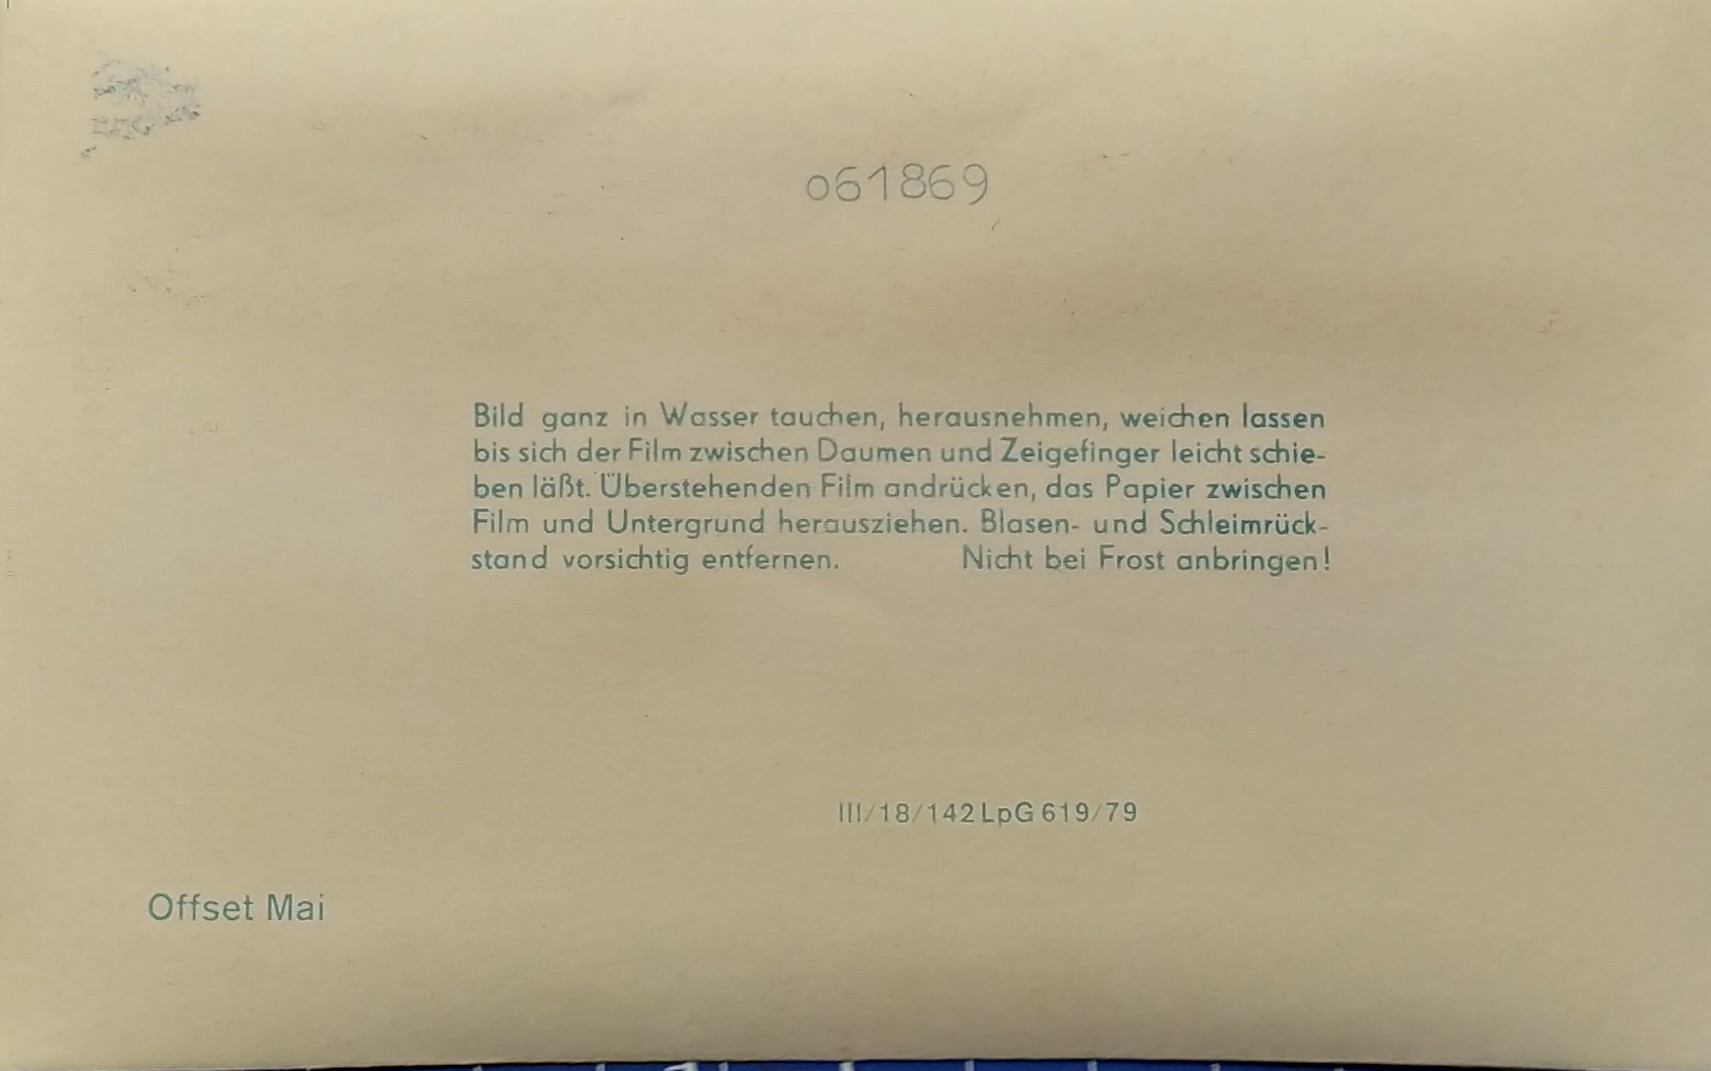 061869
Bild ganz in Wasser tauchen, herausnehmen, weichen lassen
bis sich der Film zwischen Daumen und Zeigefinger leicht schie-
ben läßt. Überstehenden Film andrücken, das Papier zwischen
Film und Untergrund herausziehen. Blasen- und Schleimrück-
stand vorsichtig entfernen. Nicht bei Frost anbringen!
III/18/142 LpG 619/79
Offset Mai